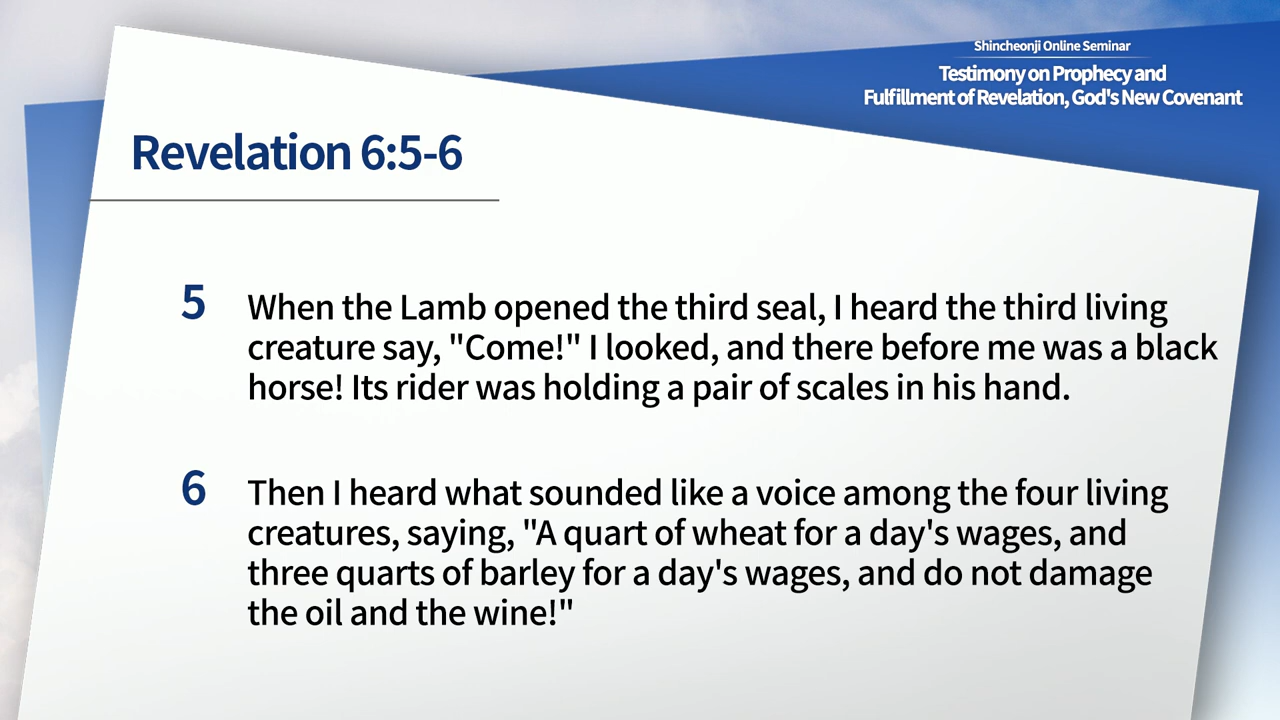 Shincheonji Online Seminar
Testimony on Prophecy and
Fulfillment of Revelation, God's New Covenant
Revelation 6:5-6
5 When the Lamb opened the third seal, I heard the third living
creature say, "Come!" I looked, and there before me was a black
horse! Its rider was holding a pair of scales in his hand.
6 Then I heard what sounded like a voice among the four living
creatures, saying, "A quart of wheat for a day's wages, and
three quarts of barley for a day's wages, and do not damage
the oil and the wine!"